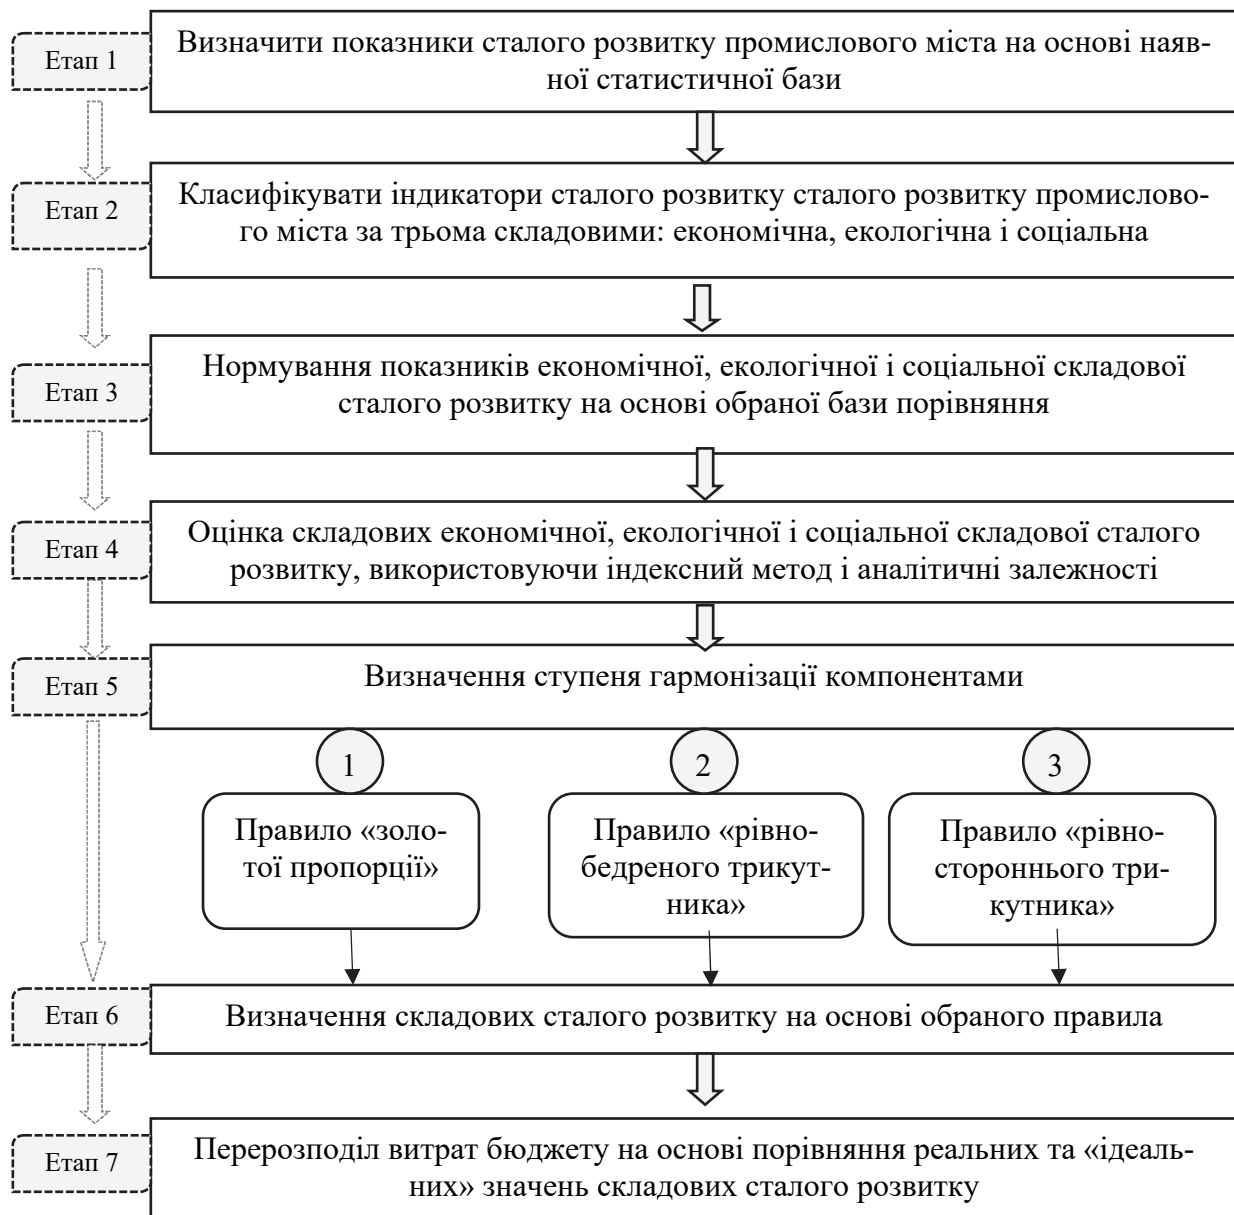 Етап 1
Визначити показники сталого розвитку промислового міста на основі наяв-
ної статистичної бази
Етап 2
Класифікувати індикатори сталого розвитку сталого розвитку промислово-
го міста за трьома складовими: економічна, екологічна і соціальна
Етап 3
Нормування показників економічної, екологічної і соціальної складової
сталого розвитку на основі обраної бази порівняння
Етап 4
Оцінка складових економічної, екологічної і соціальної складової сталого
розвитку, використовуючи індексний метод і аналітичні залежності
Етап 5
Визначення ступеня гармонізації компонентами
1
Правило «золо-
тої пропорції»
2
Правило «рівно-
бедреного трикут-
ника»
3
Правило «рівно-
стороннього три-
кутника»
Етап 6
Визначення складових сталого розвитку на основі обраного правила
Етап 7
Перерозподіл витрат бюджету на основі порівняння реальних та «ідеаль-
них» значень складових сталого розвитку